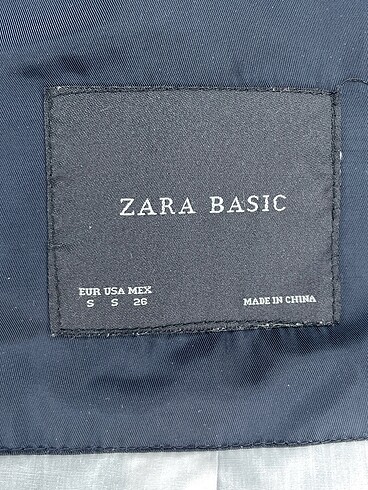 ZARA BASIC
EUR USA MEX
S S 26
MADE IN CHINA